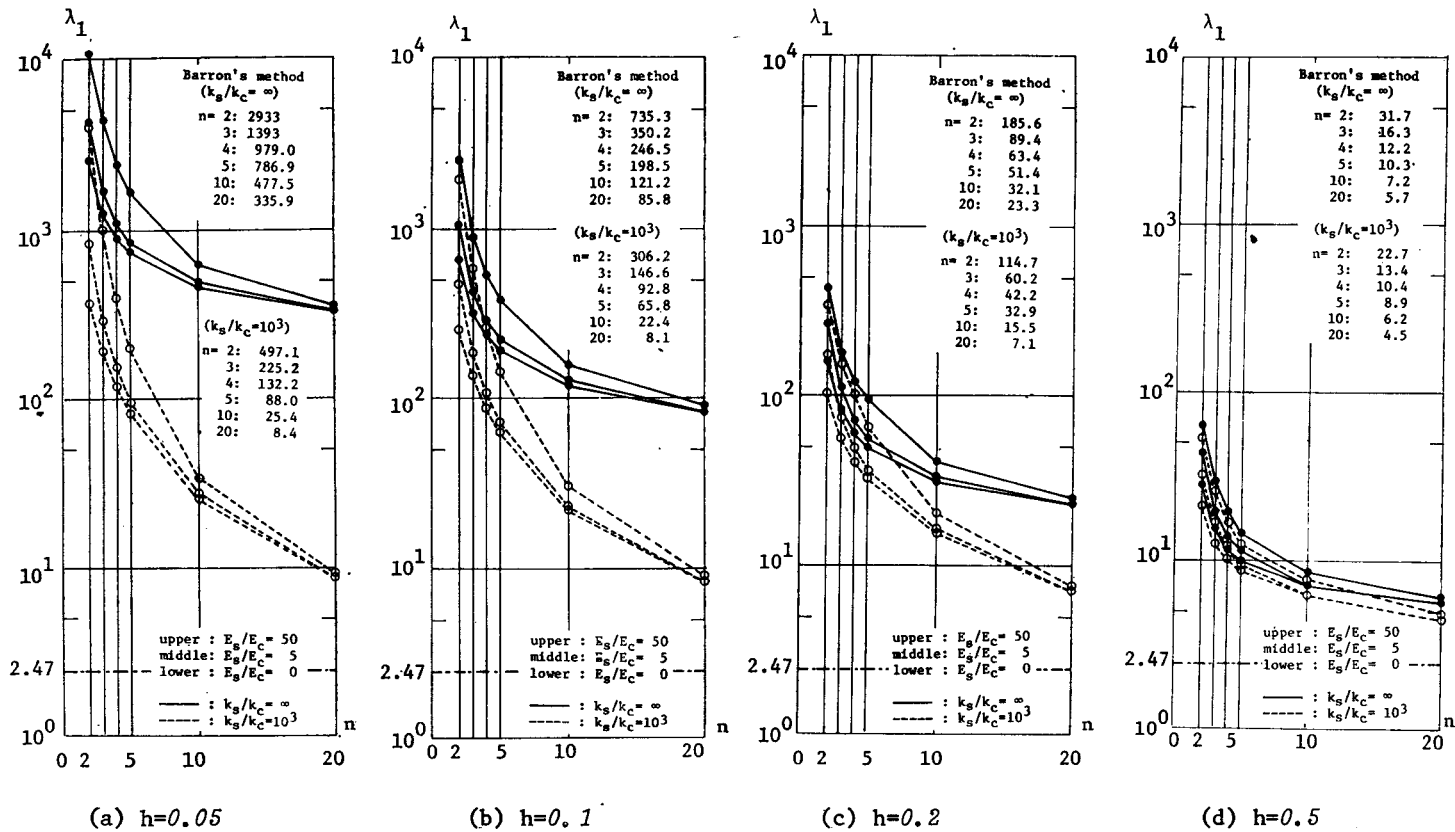 λ1
10^4
10^3
10^2
10^1
2.47
10^0
0 2 5 10 20
Barron's method
(ks/kc= ∞)
n= 2: 2933
3: 1393
4: 979.0
5: 786.9
10: 477.5
20: 335.9
(ks/kc=10^3)
n= 2: 497.1
3: 225.2
4: 132.2
5: 88.0
10: 25.4
20: 8.4
upper : Es/Ec= 50
middle: Es/Ec= 5
lower : Es/Ec= 0
: ks/kc= ∞
: ks/kc=10^3
n
(a) h=0.05
λ1
10^4
10^3
10^2
10^1
2.47
10^0
0 2 5 10 20
Barron's method
(ks/kc= ∞)
n= 2: 735.3
3: 350.2
4: 246.5
5: 198.5
10: 121.2
20: 85.8
(ks/kc=10^3)
n= 2: 306.2
3: 146.6
4: 92.8
5: 65.8
10: 22.4
20: 8.1
upper : Es/Ec= 50
middle: Es/Ec= 5
lower : Es/Ec= 0
: ks/kc= ∞
: ks/kc=10^3
n
(b) h=0.1
λ1
10^4
10^3
10^2
10^1
2.47
10^0
0 2 5 10 20
Barron's method
(ks/kc= ∞)
n= 2: 185.6
3: 89.4
4: 63.4
5: 51.4
10: 32.1
20: 23.3
(ks/kc=10^3)
n= 2: 114.7
3: 60.2
4: 42.2
5: 32.9
10: 15.5
20: 7.1
upper : Es/Ec= 50
middle: Es/Ec= 5
lower : Es/Ec= 0
: ks/kc= ∞
: ks/kc=10^3
n
(c) h=0.2
λ1
10^4
10^3
10^2
10^1
2.47
10^0
0 2 5 10 20
Barron's method
(ks/kc= ∞)
n= 2: 31.7
3: 16.3
4: 12.2
5: 10.3
10: 7.2
20: 5.7
(ks/kc=10^3)
n= 2: 22.7
3: 13.4
4: 10.4
5: 8.9
10: 6.2
20: 4.5
upper : Es/Ec= 50
middle: Es/Ec= 5
lower : Es/Ec= 0
: ks/kc= ∞
: ks/kc= 10^3
n
(d) h=0.5